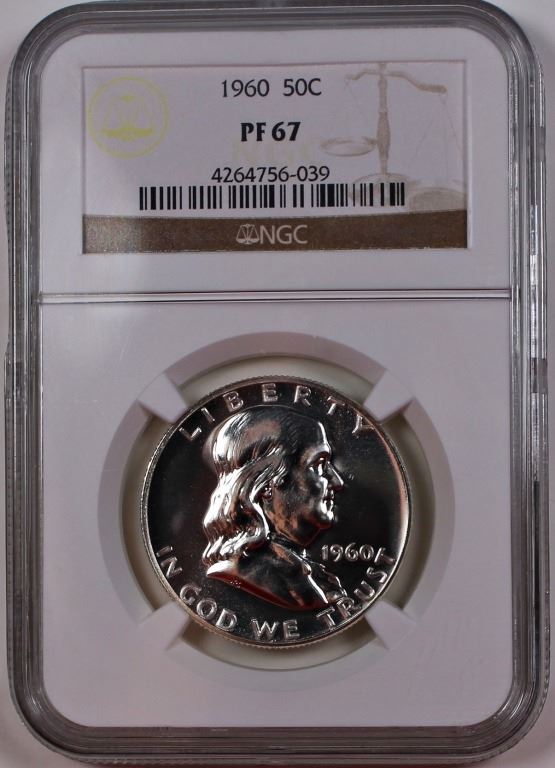 1960 50C
PF 67
4264756-039
NGC
LIBERTY
1960
IN GOD WE TRUST